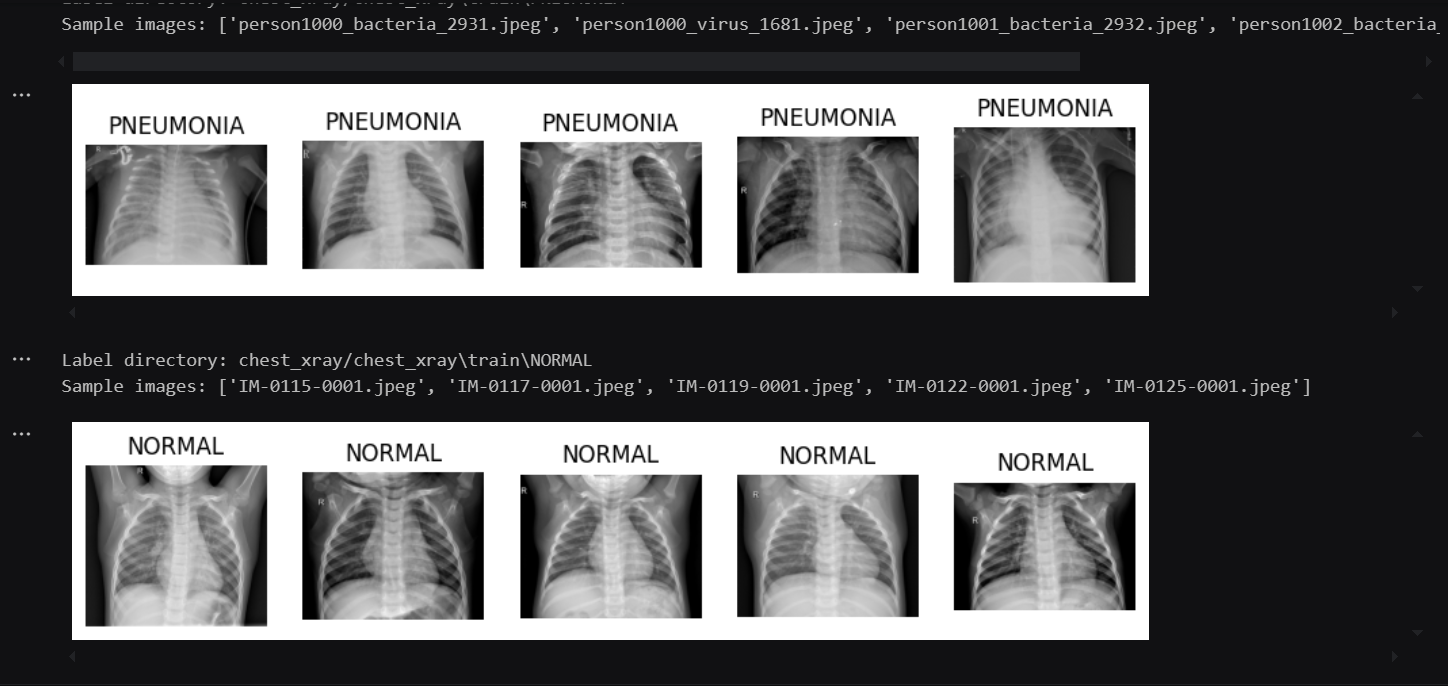 Sample images: ['person1000_bacteria_2931.jpeg', 'person1000_virus_1681.jpeg', 'person1001_bacteria_2932.jpeg', 'person1002_bacteria_
PNEUMONIA PNEUMONIA PNEUMONIA PNEUMONIA PNEUMONIA
R R R R
Label directory: chest_xray/chest_xray\train\NORMAL
Sample images: ['IM-0115-0001.jpeg', 'IM-0117-0001.jpeg', 'IM-0119-0001.jpeg', 'IM-0122-0001.jpeg', 'IM-0125-0001.jpeg']
NORMAL NORMAL NORMAL NORMAL NORMAL
R R R R R